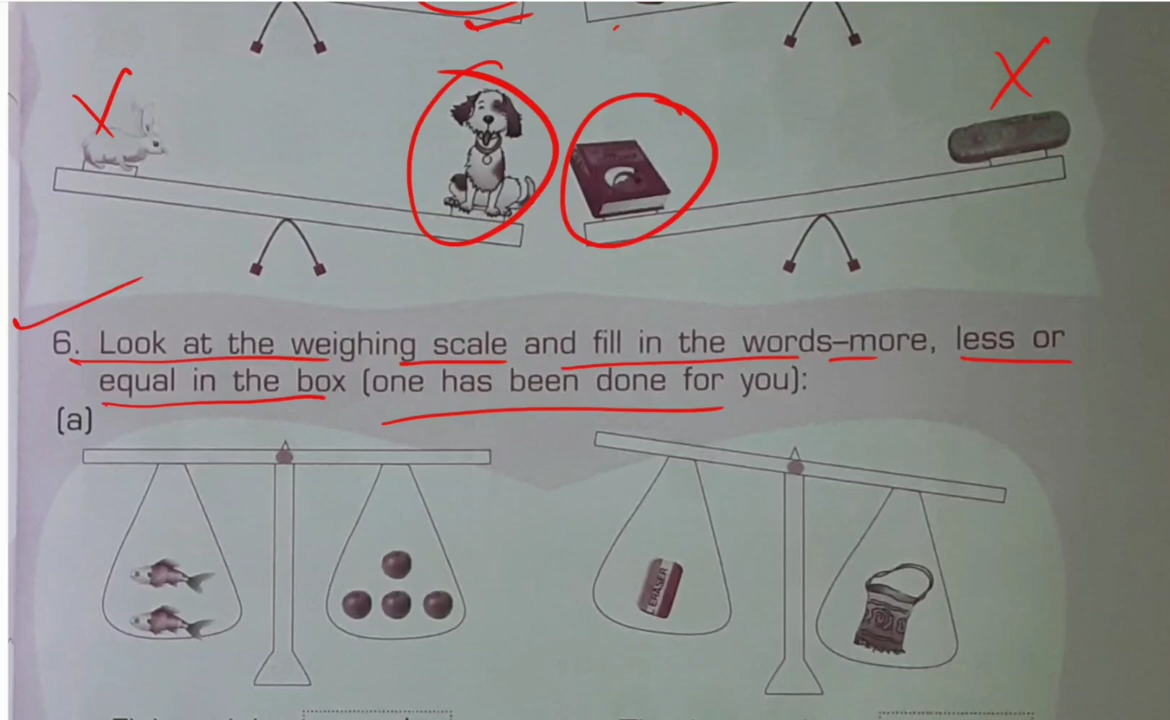 6. Look at the weighing scale and fill in the words–more, less or
equal in the box (one has been done for you):
(a)
ERASER